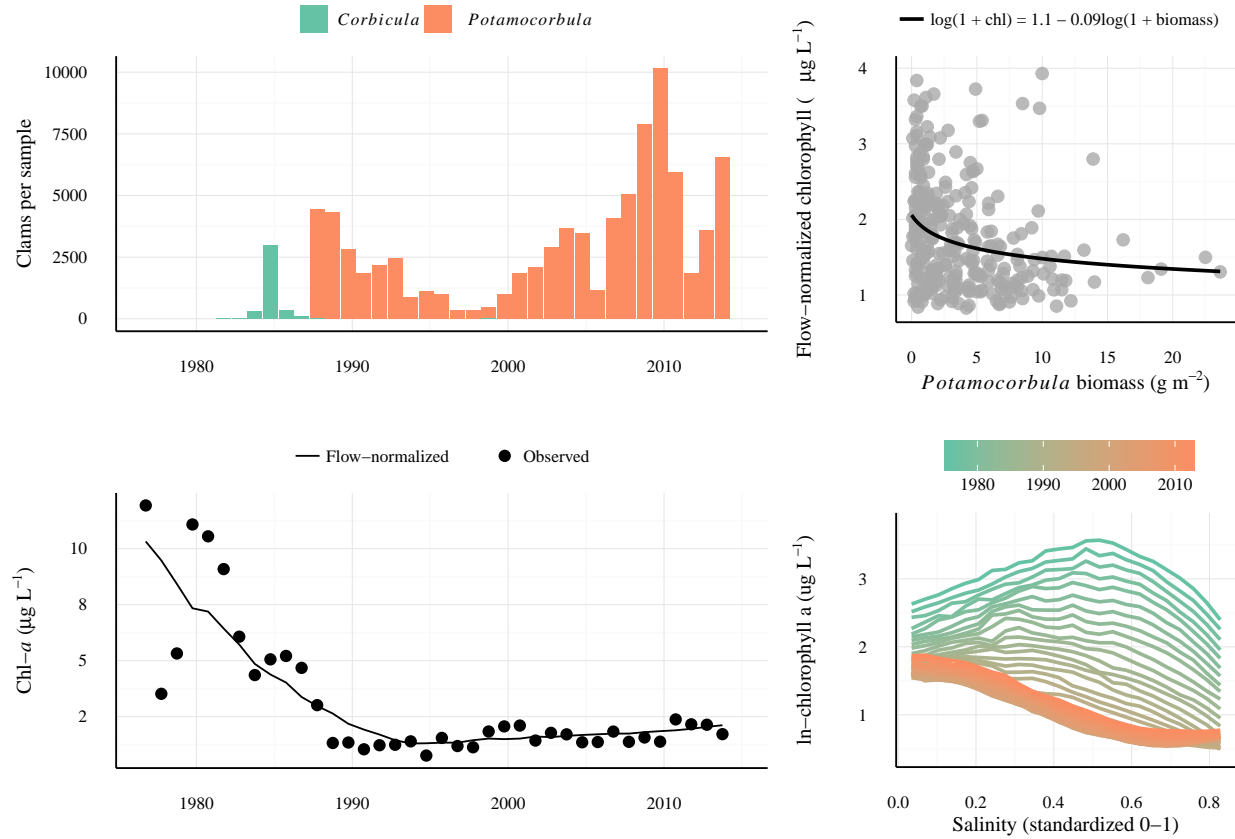 Corbicula Potamocorbula
Clams per sample
10000
7500
5000
2500
0
1980 1990 2000 2010
log(1 + chl) = 1.1 − 0.09log(1 + biomass)
Flow−normalized chlorophyll ( μg L−1)
4
3
2
1
0 5 10 15 20
Potamocorbula biomass (g m−2)
Flow−normalized Observed
Chl−a (μg L−1)
10
8
5
2
1980 1990 2000 2010
1980 1990 2000 2010
ln−chlorophyll a (ug L−1)
3
2
1
0.0 0.2 0.4 0.6 0.8
Salinity (standardized 0−1)